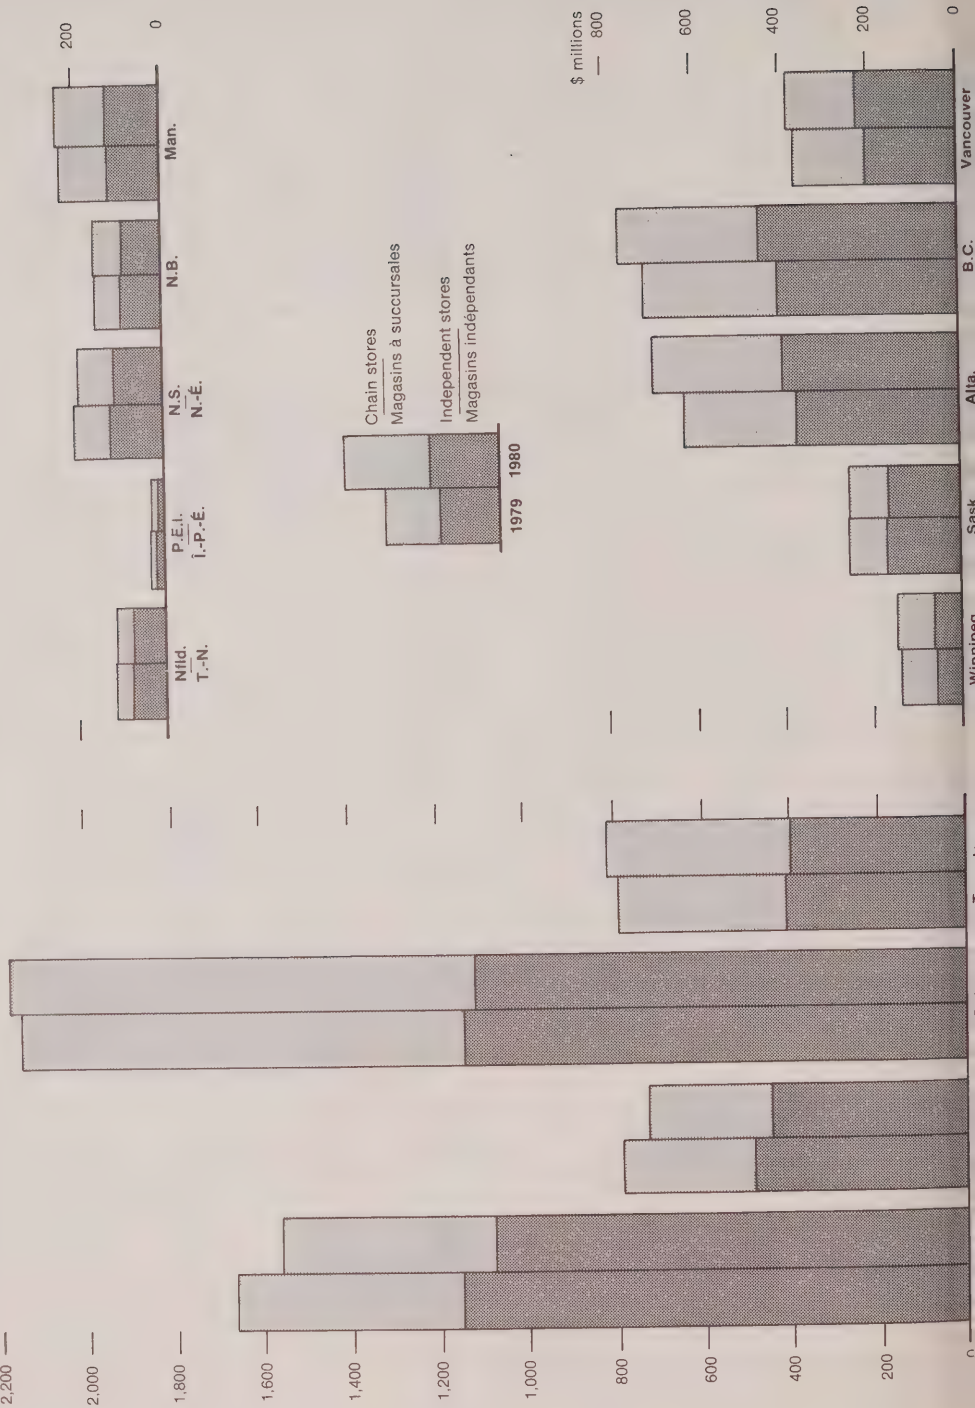 200
0
Nfld.
T.-N.
P.E.I.
Î.-P.-É.
N.S.
N.-É.
N.B.
Man.
Chain stores
Magasins à succursales
Independent stores
Magasins indépendants
1979 1980
$ millions
800
600
400
200
0
2,200
2,000
1,800
1,600
1,400
1,200
1,000
800
600
400
200
0
Winnipeg
Sask.
Alta.
B.C.
Vancouver